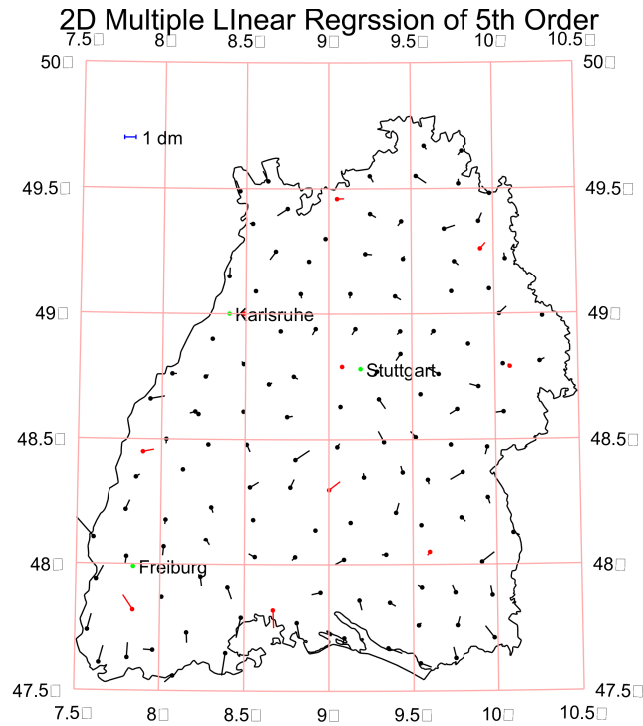 2D Multiple LInear Regrssion of 5th Order
7.5▯ 8▯ 8.5▯ 9▯ 9.5▯ 10▯ 10.5▯
50▯ 50▯
1 dm
49.5▯ 49.5▯
49▯ Karlsruhe 49▯
Stuttgart
48.5▯ 48.5▯
48▯ Freiburg 48▯
47.5▯ 47.5▯
7.5▯ 8▯ 8.5▯ 9▯ 9.5▯ 10▯ 10.5▯